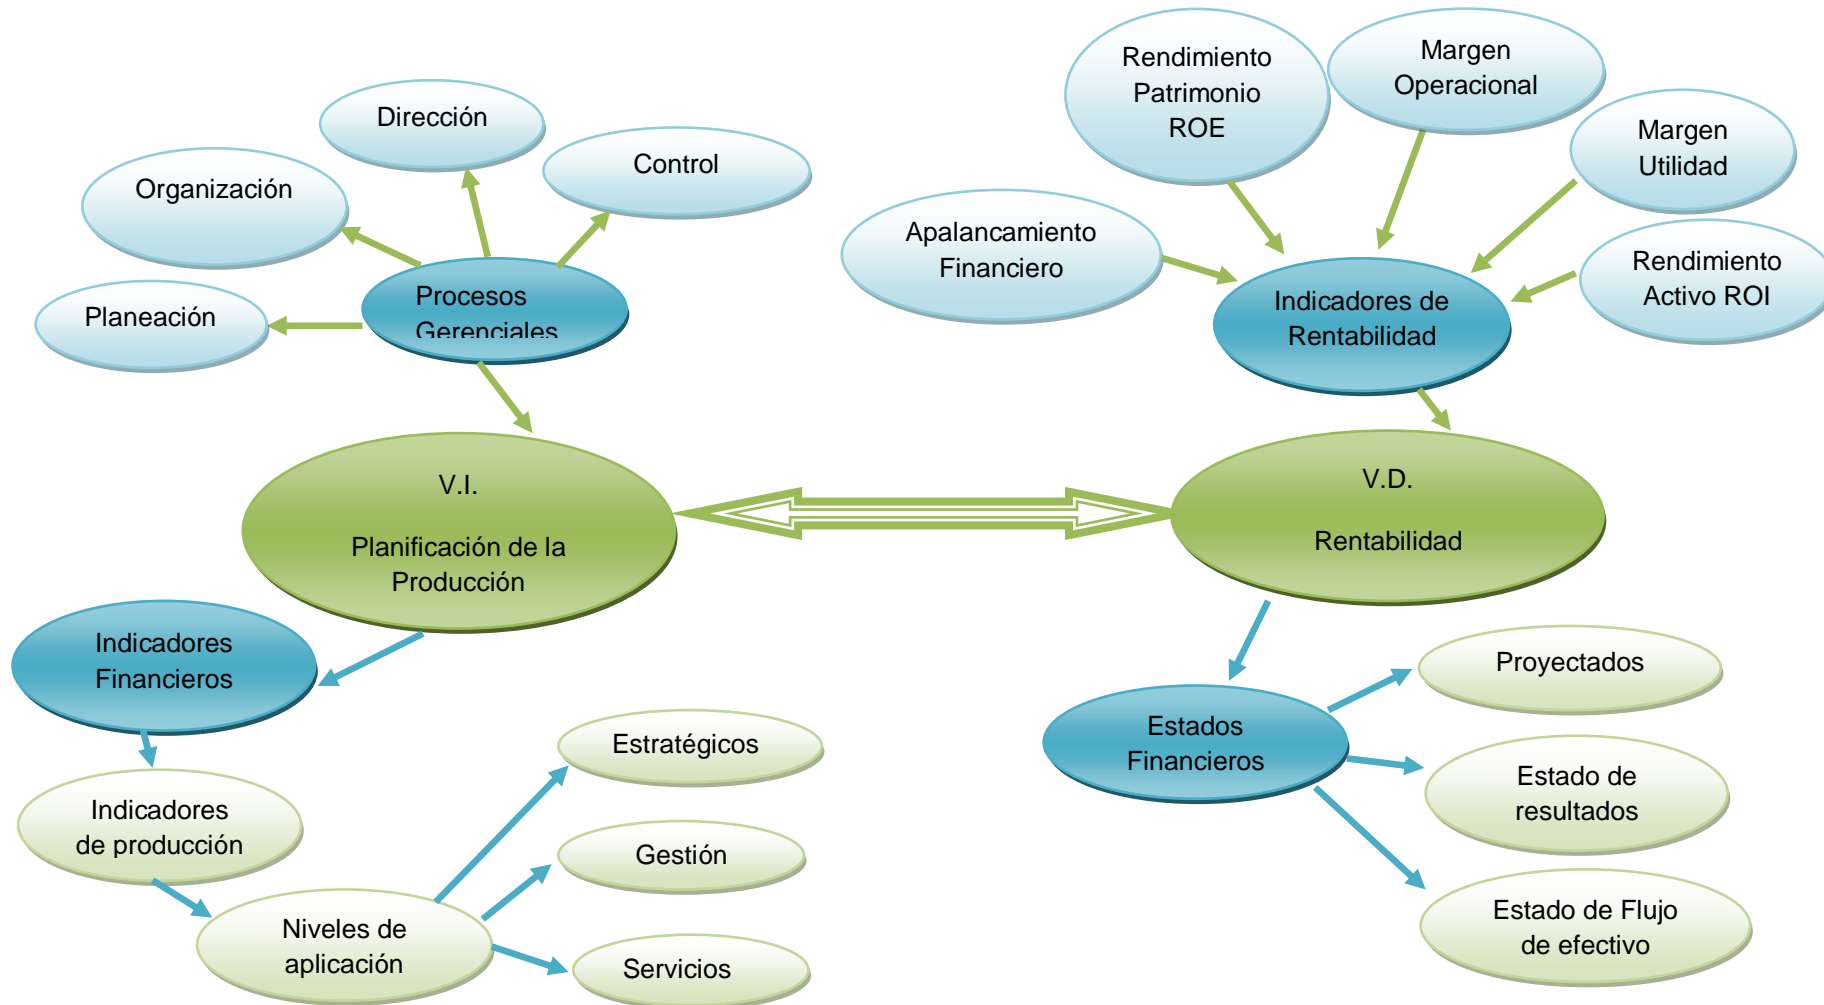 Dirección
Organización
Control
Planeación
Procesos
Gerenciales
V.I.
Planificación de la
Producción
Indicadores
Financieros
Indicadores
de producción
Niveles de
aplicación
Estratégicos
Gestión
Servicios
Rendimiento
Patrimonio
ROE
Margen
Operacional
Margen
Utilidad
Apalancamiento
Financiero
Rendimiento
Activo ROI
Indicadores de
Rentabilidad
V.D.
Rentabilidad
Estados
Financieros
Proyectados
Estado de
resultados
Estado de Flujo
de efectivo